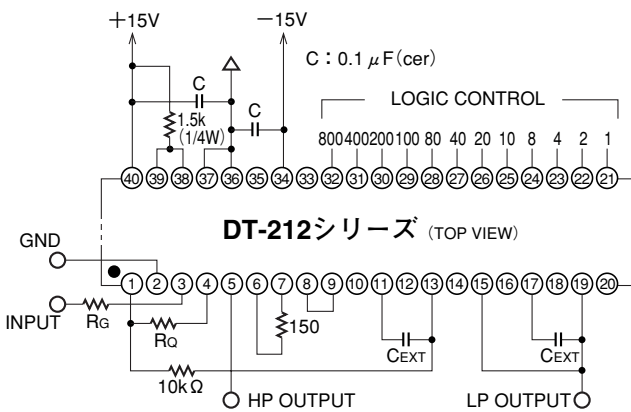 +15V
−15V
C：0.1 μF(cer)
C
C
1.5k
(1/4W)
LOGIC CONTROL
800 400 200 100 80 40 20 10 8 4 2 1
40 39 38 37 36 35 34 33 32 31 30 29 28 27 26 25 24 23 22 21
DT-212シリーズ (TOP VIEW)
GND
1 2 3 4 5 6 7 8 9 10 11 12 13 14 15 16 17 18 19 20
INPUT
RG
RQ
150
CEXT
CEXT
10kΩ
HP OUTPUT
LP OUTPUT